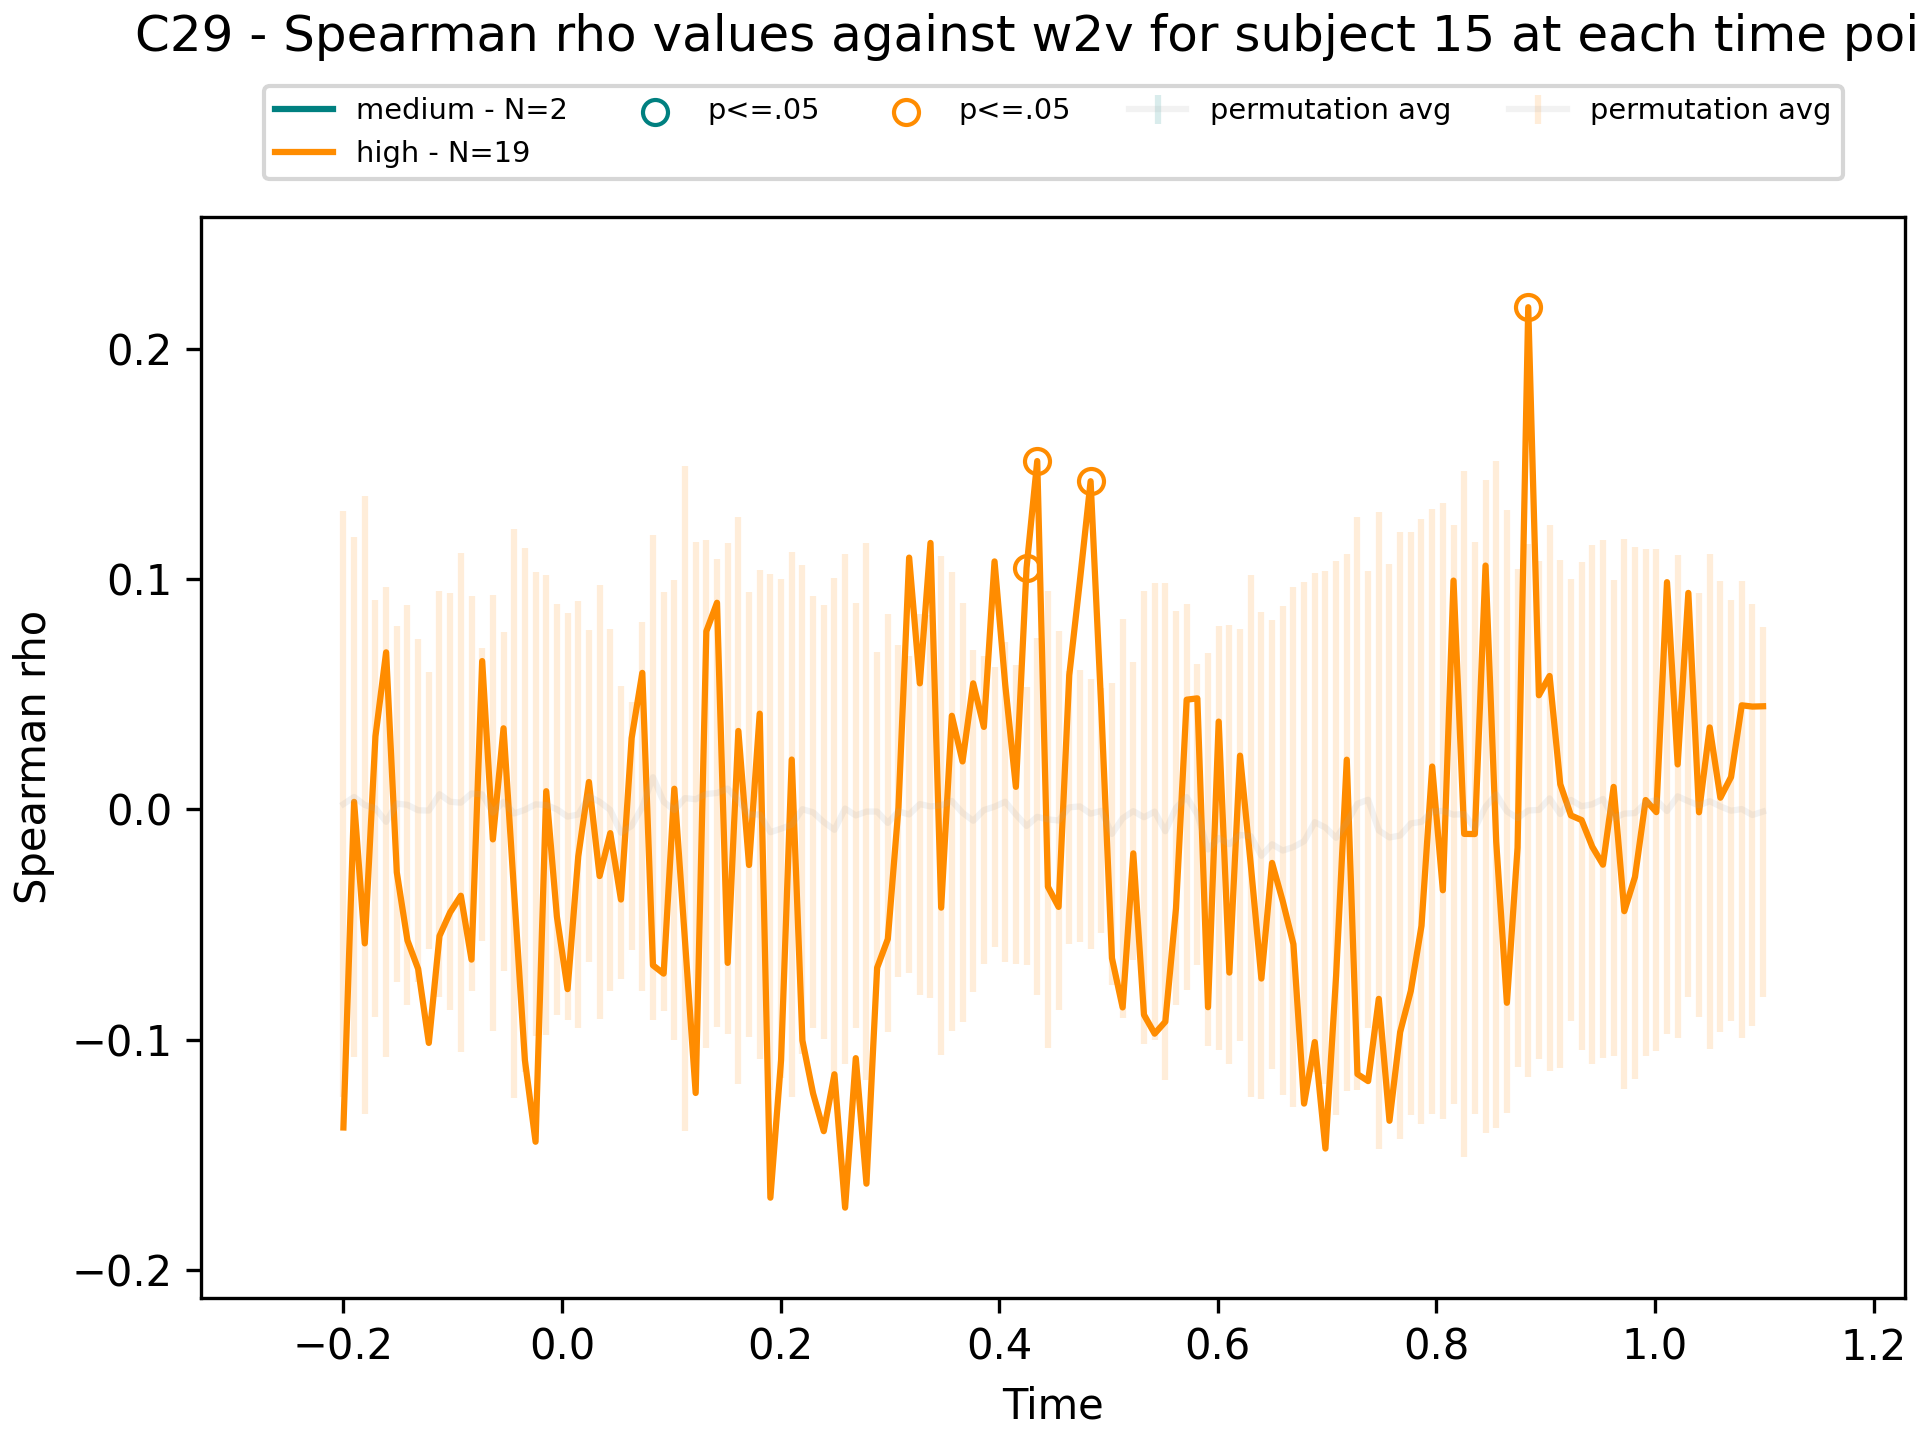 C29 - Spearman rho values against w2v for subject 15 at each time poi
medium - N=2
high - N=19
p<=.05
p<=.05
permutation avg
permutation avg
Spearman rho
0.2
0.1
0.0
−0.1
−0.2
−0.2 0.0 0.2 0.4 0.6 0.8 1.0 1.2
Time